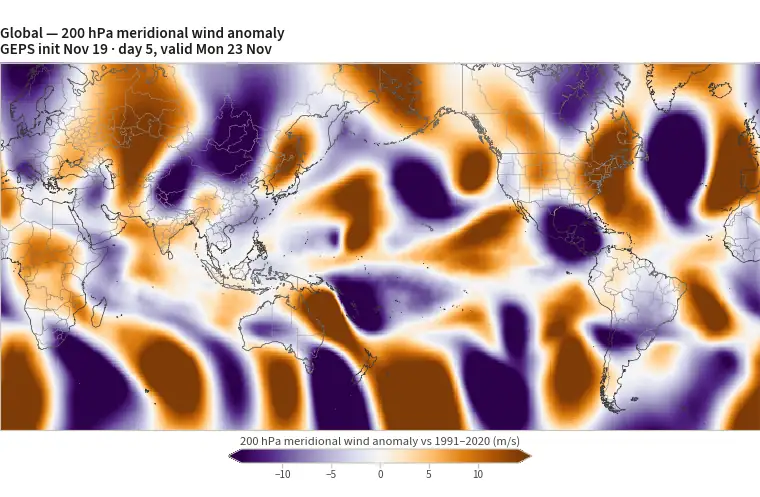 Global — 200 hPa meridional wind anomaly
GEPS init Nov 19 · day 5, valid Mon 23 Nov
200 hPa meridional wind anomaly vs 1991–2020 (m/s)
−10 −5 0 5 10